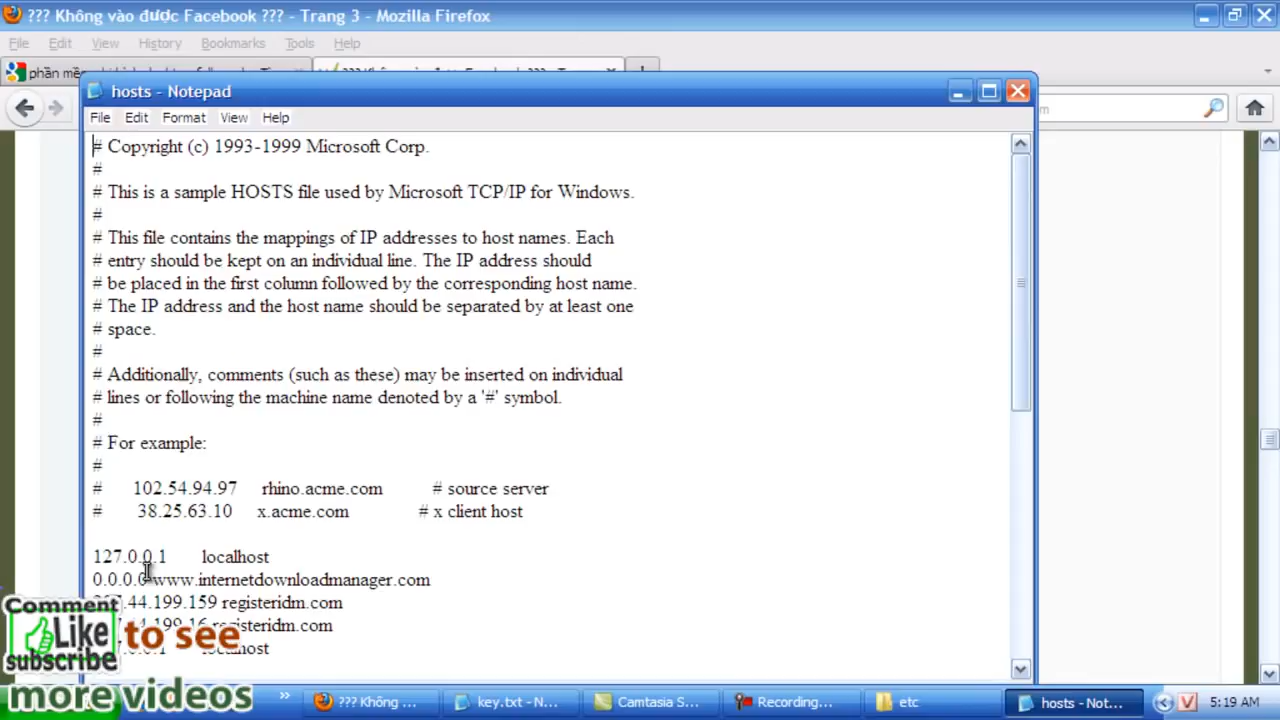 ??? Không vào được Facebook ??? - Trang 3 - Mozilla Firefox
File Edit View History Bookmarks Tools Help
phần mềm
hosts - Notepad
File Edit Format View Help
# Copyright (c) 1993-1999 Microsoft Corp.
#
# This is a sample HOSTS file used by Microsoft TCP/IP for Windows.
#
# This file contains the mappings of IP addresses to host names. Each
# entry should be kept on an individual line. The IP address should
# be placed in the first column followed by the corresponding host name.
# The IP address and the host name should be separated by at least one
# space.
#
# Additionally, comments (such as these) may be inserted on individual
# lines or following the machine name denoted by a '#' symbol.
#
# For example:
#
# 102.54.94.97 rhino.acme.com # source server
# 38.25.63.10 x.acme.com # x client host
127.0.0.1 localhost
0.0.0.0 www.internetdownloadmanager.com
.44.199.159 registeridm.com
registeridm.com
localhost
Comment
Like
subscribe
to see
more videos
??? Không ... key.txt - N... Camtasia S... Recording... etc hosts - Not... 5:19 AM